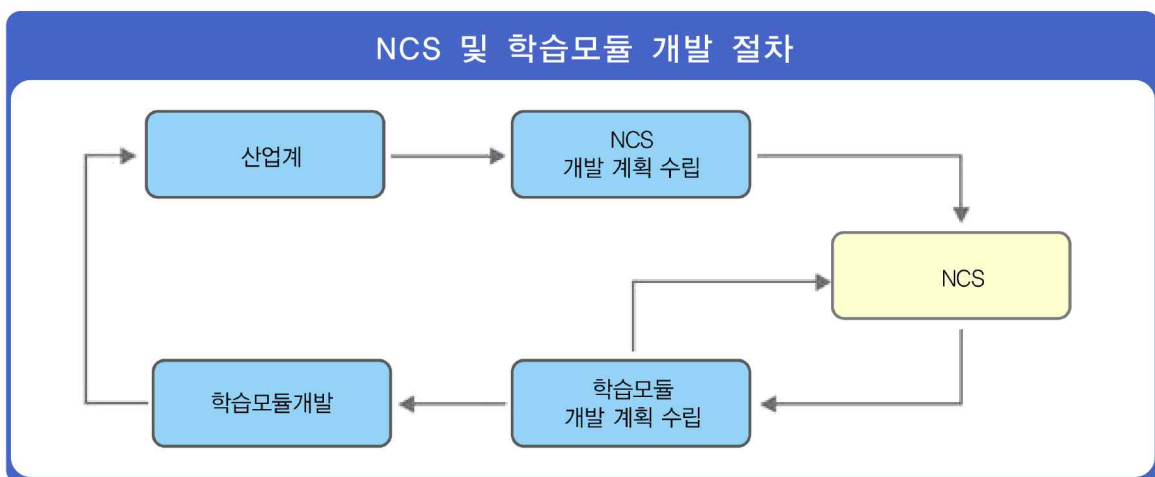 NCS 및 학습모듈 개발 절차
산업계
NCS
개발 계획 수립
NCS
학습모듈개발
학습모듈
개발 계획 수립